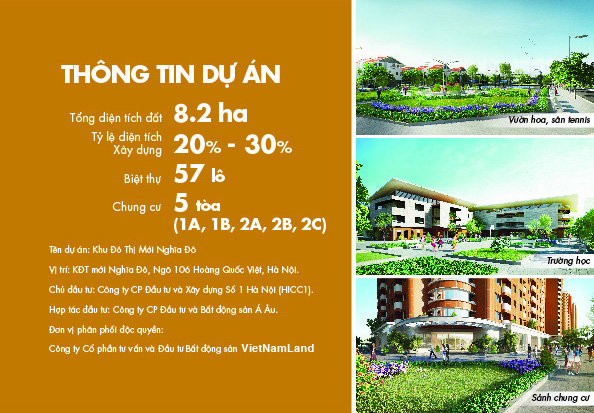 THÔNG TIN DỰ ÁN
Tổng diện tích đất 8.2 ha
Tỷ lệ diện tích
Xây dựng 20% - 30%
Biệt thự 57 lô
Chung cư 5 tòa
(1A, 1B, 2A, 2B, 2C)
Tên dự án: Khu Đô Thị Mới Nghĩa Đô
Vị trí: KĐT mới Nghĩa Đô, Ngõ 106 Hoàng Quốc Việt, Hà Nội.
Chủ đầu tư: Công ty CP Đầu tư và Xây dựng Số 1 Hà Nội (HICC1).
Hợp tác đầu tư: Công ty CP Đầu tư và Bất động sản Á Âu.
Đơn vị phân phối độc quyền:
Công ty Cổ phần tư vấn và Đầu tư Bất động sản VietNamLand
Vườn hoa, sân tennis
Trường học
Sảnh chung cư